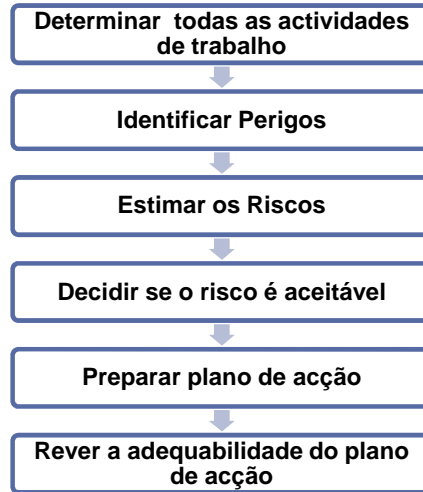 Determinar todas as actividades
de trabalho
Identificar Perigos
Estimar os Riscos
Decidir se o risco é aceitável
Preparar plano de acção
Rever a adequabilidade do plano
de acção